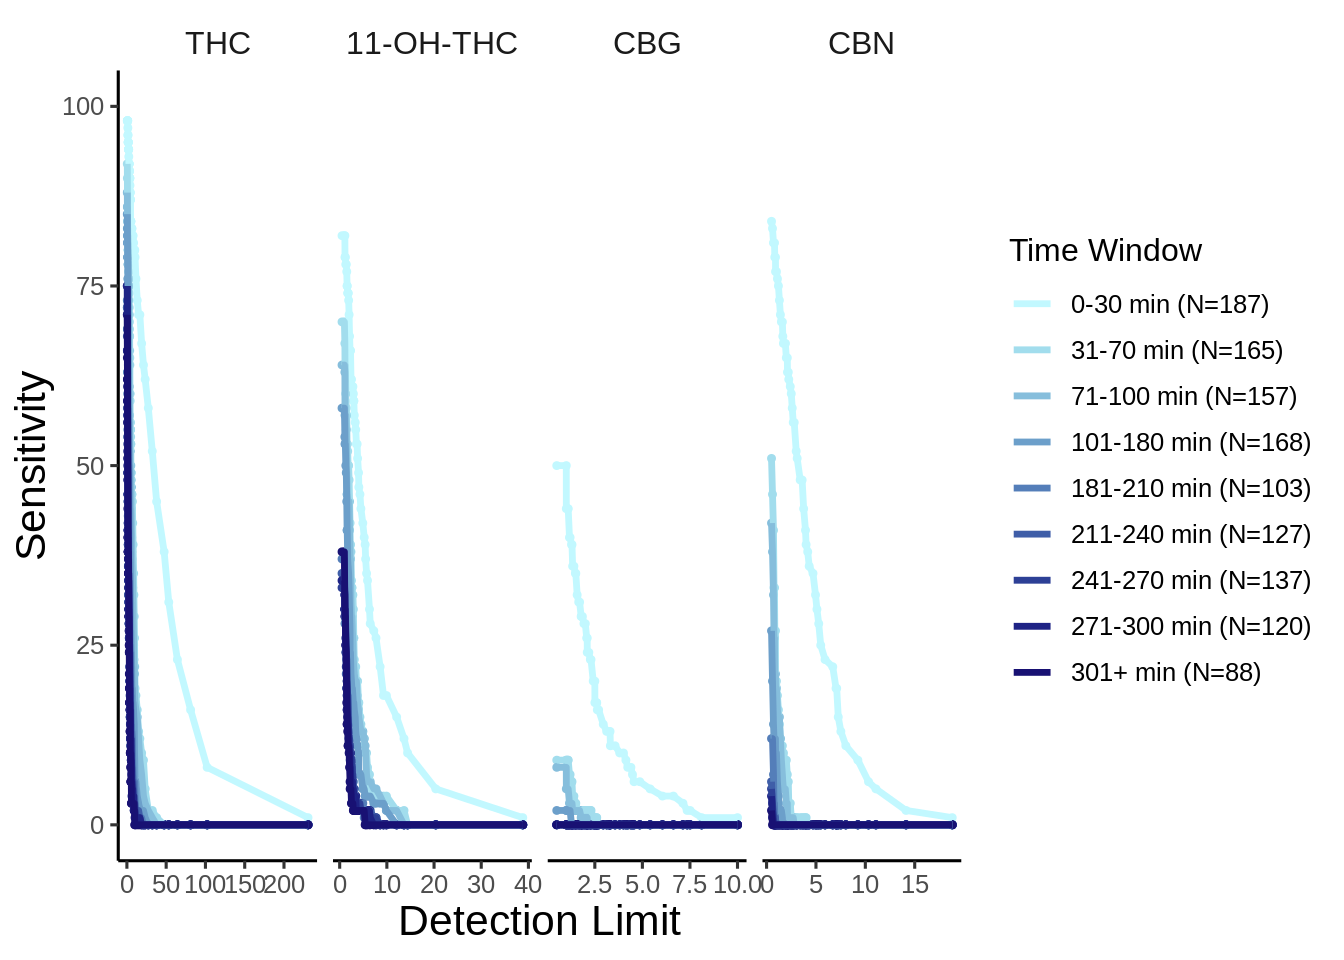 THC 11-OH-THC CBG CBN
Sensitivity
100
75
50
25
0
0 50 100 150 200
0 10 20 30 40
2.5 5.0 7.5 10.0
0 5 10 15
Detection Limit
Time Window
0-30 min (N=187)
31-70 min (N=165)
71-100 min (N=157)
101-180 min (N=168)
181-210 min (N=103)
211-240 min (N=127)
241-270 min (N=137)
271-300 min (N=120)
301+ min (N=88)